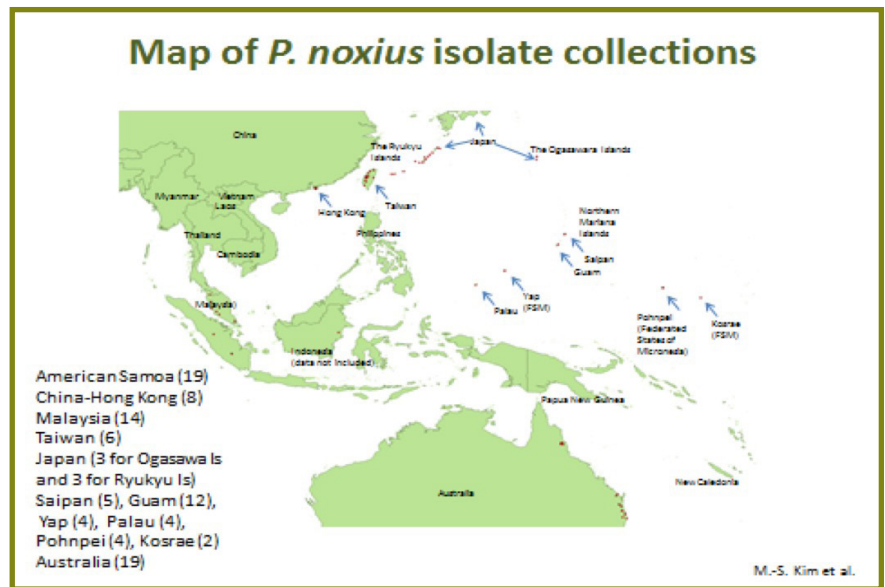 Map of P. noxius isolate collections
China
The Ryukyu
Islands
Japan
The Ogasawara Islands
Myanmar
Vietnam
Laos
Hong Kong
Taiwan
Thailand
Philippines
Cambodia
Northern
Mariana
Islands
Saipan
Guam
Malaysia)
Palau
Yap
(FSM)
Pohnpei
(Federated
States of
Micronesia)
Kosrae
(FSM)
Indonesia
(data not included)
Papua New Guinea
Australia
New Caledonia
American Samoa (19)
China-Hong Kong (8)
Malaysia (14)
Taiwan (6)
Japan (3 for Ogasawa Is
and 3 for Ryukyu Is)
Saipan (5), Guam (12),
Yap (4), Palau (4),
Pohnpei (4), Kosrae (2)
Australia (19)
M.-S. Kim et al.